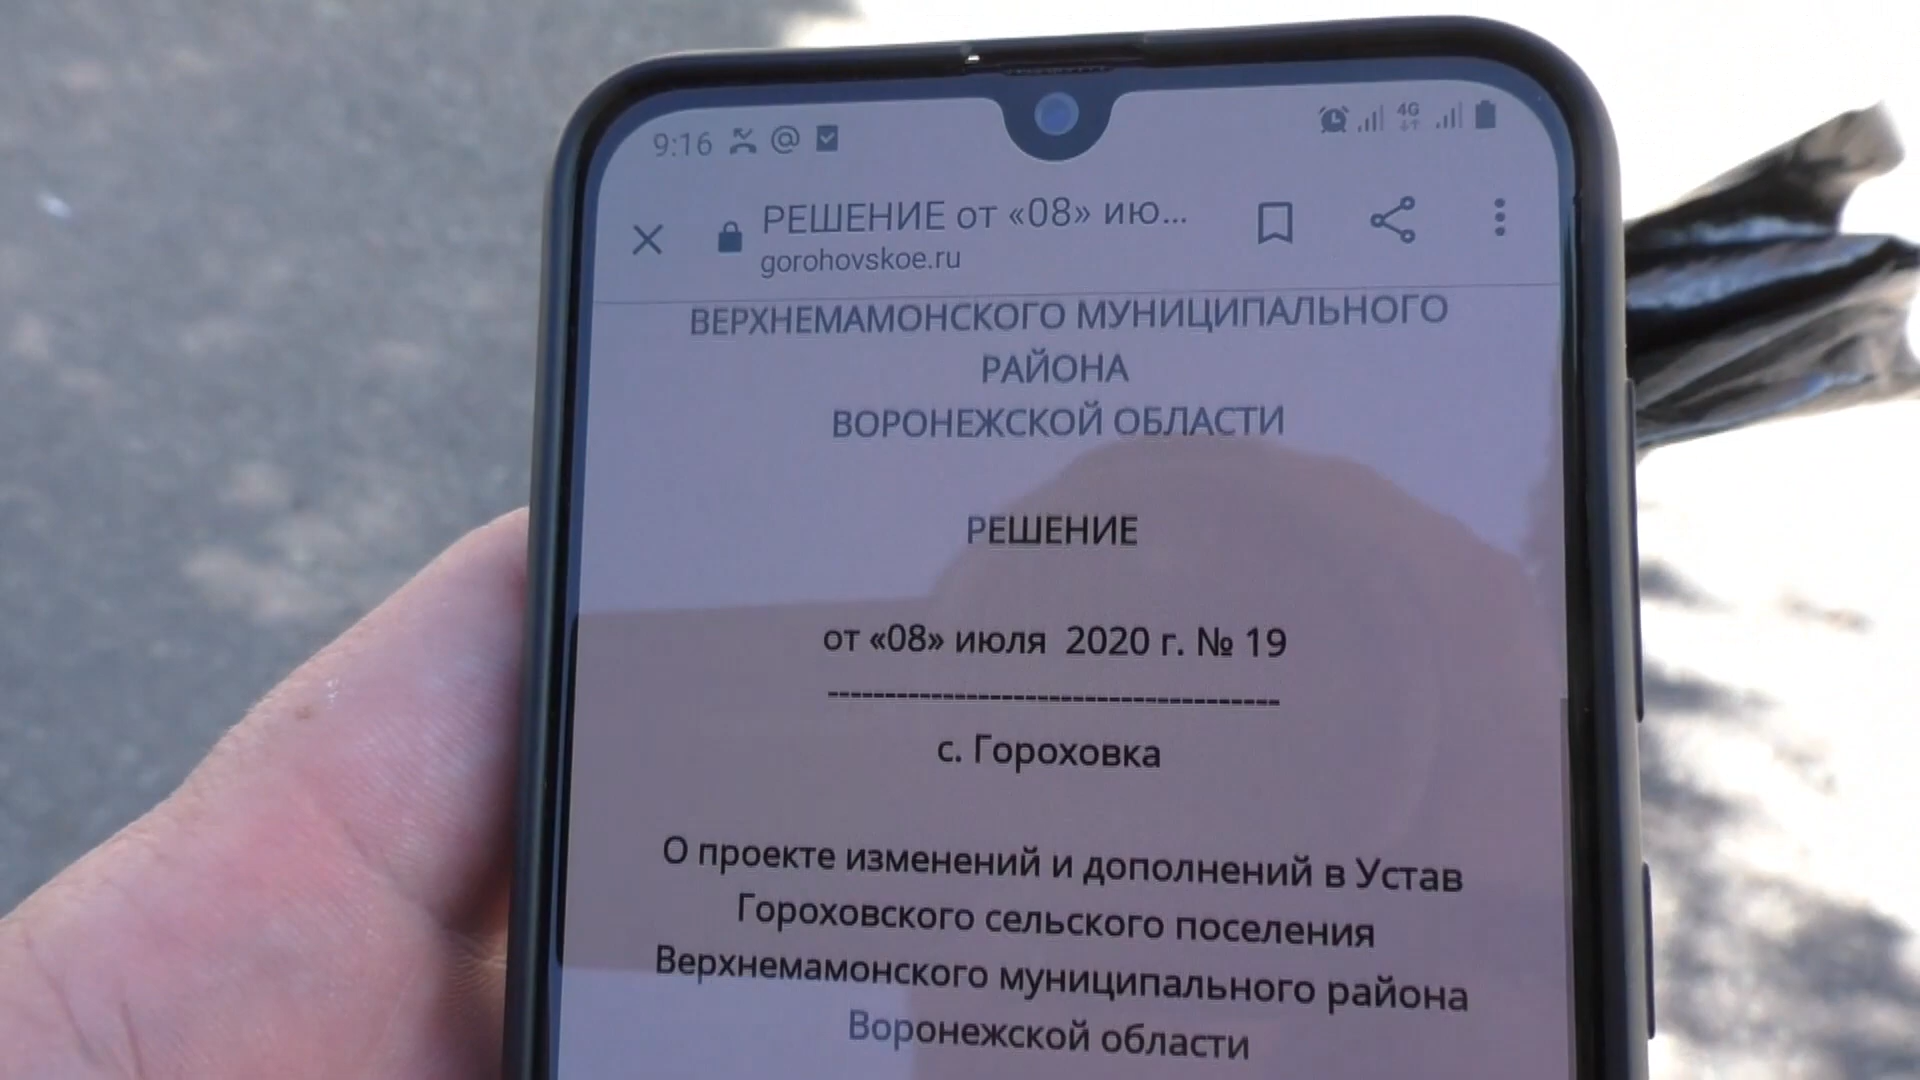 9:16 @ 4G
РЕШЕНИЕ от «08» ию...
gorohovskoe.ru
ВЕРХНЕМАМОНСКОГО МУНИЦИПАЛЬНОГО
РАЙОНА
ВОРОНЕЖСКОЙ ОБЛАСТИ
РЕШЕНИЕ
от «08» июля 2020 г. № 19
----------------------------------------
с. Гороховка
О проекте изменений и дополнений в Устав
Гороховского сельского поселения
Верхнемамонского муниципального района
Воронежской области